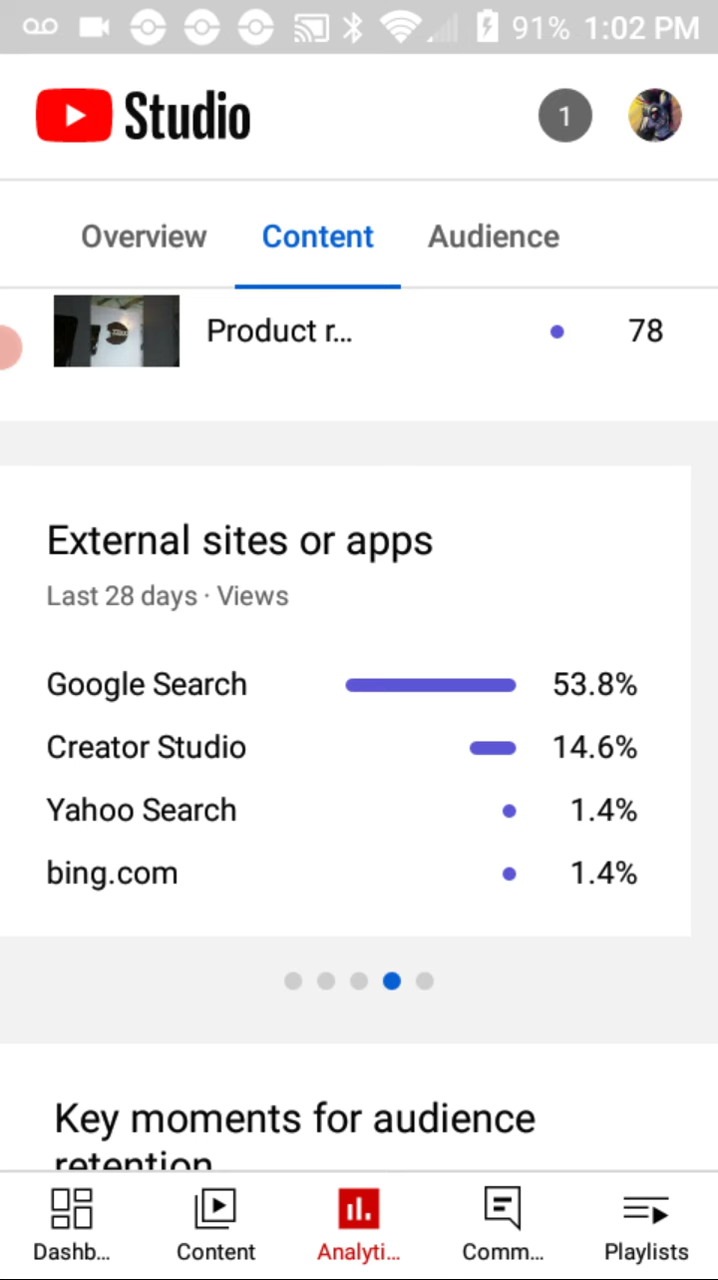 91% 1:02 PM
Studio
1
Overview Content Audience
Product r... 78
External sites or apps
Last 28 days · Views
Google Search 53.8%
Creator Studio 14.6%
Yahoo Search 1.4%
bing.com 1.4%
Key moments for audience
retention
Dashb... Content Analyti... Comm... Playlists